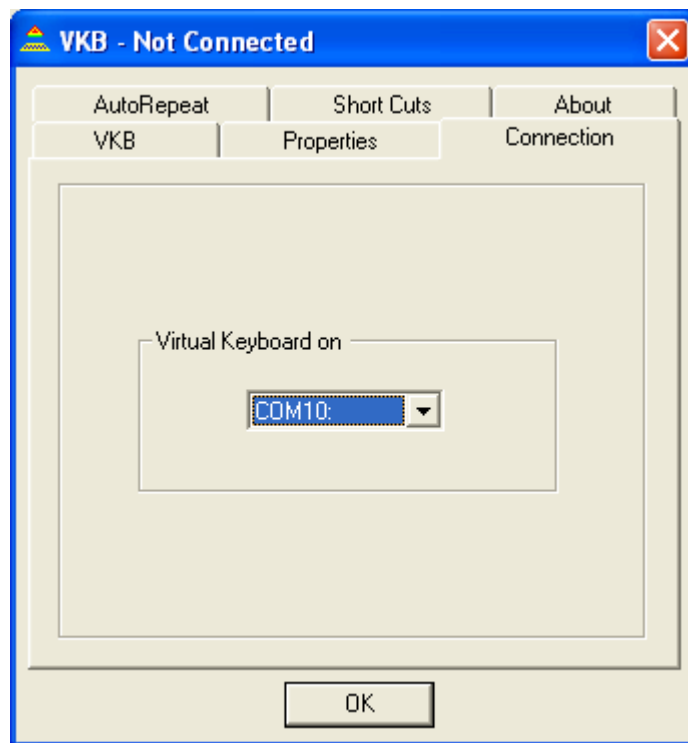 VKB - Not Connected
AutoRepeat Short Cuts About
VKB Properties Connection
Virtual Keyboard on
COM10:
OK